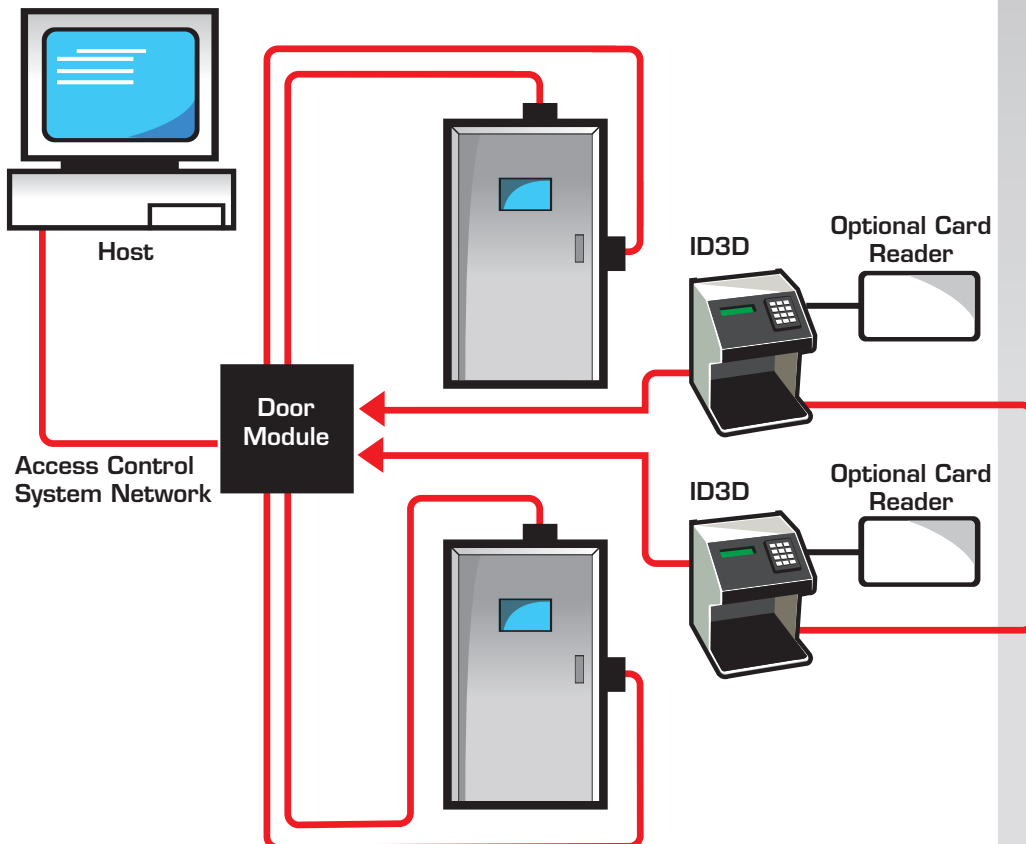 Host
ID3D
Optional Card
Reader
Door
Module
Access Control
System Network
ID3D
Optional Card
Reader